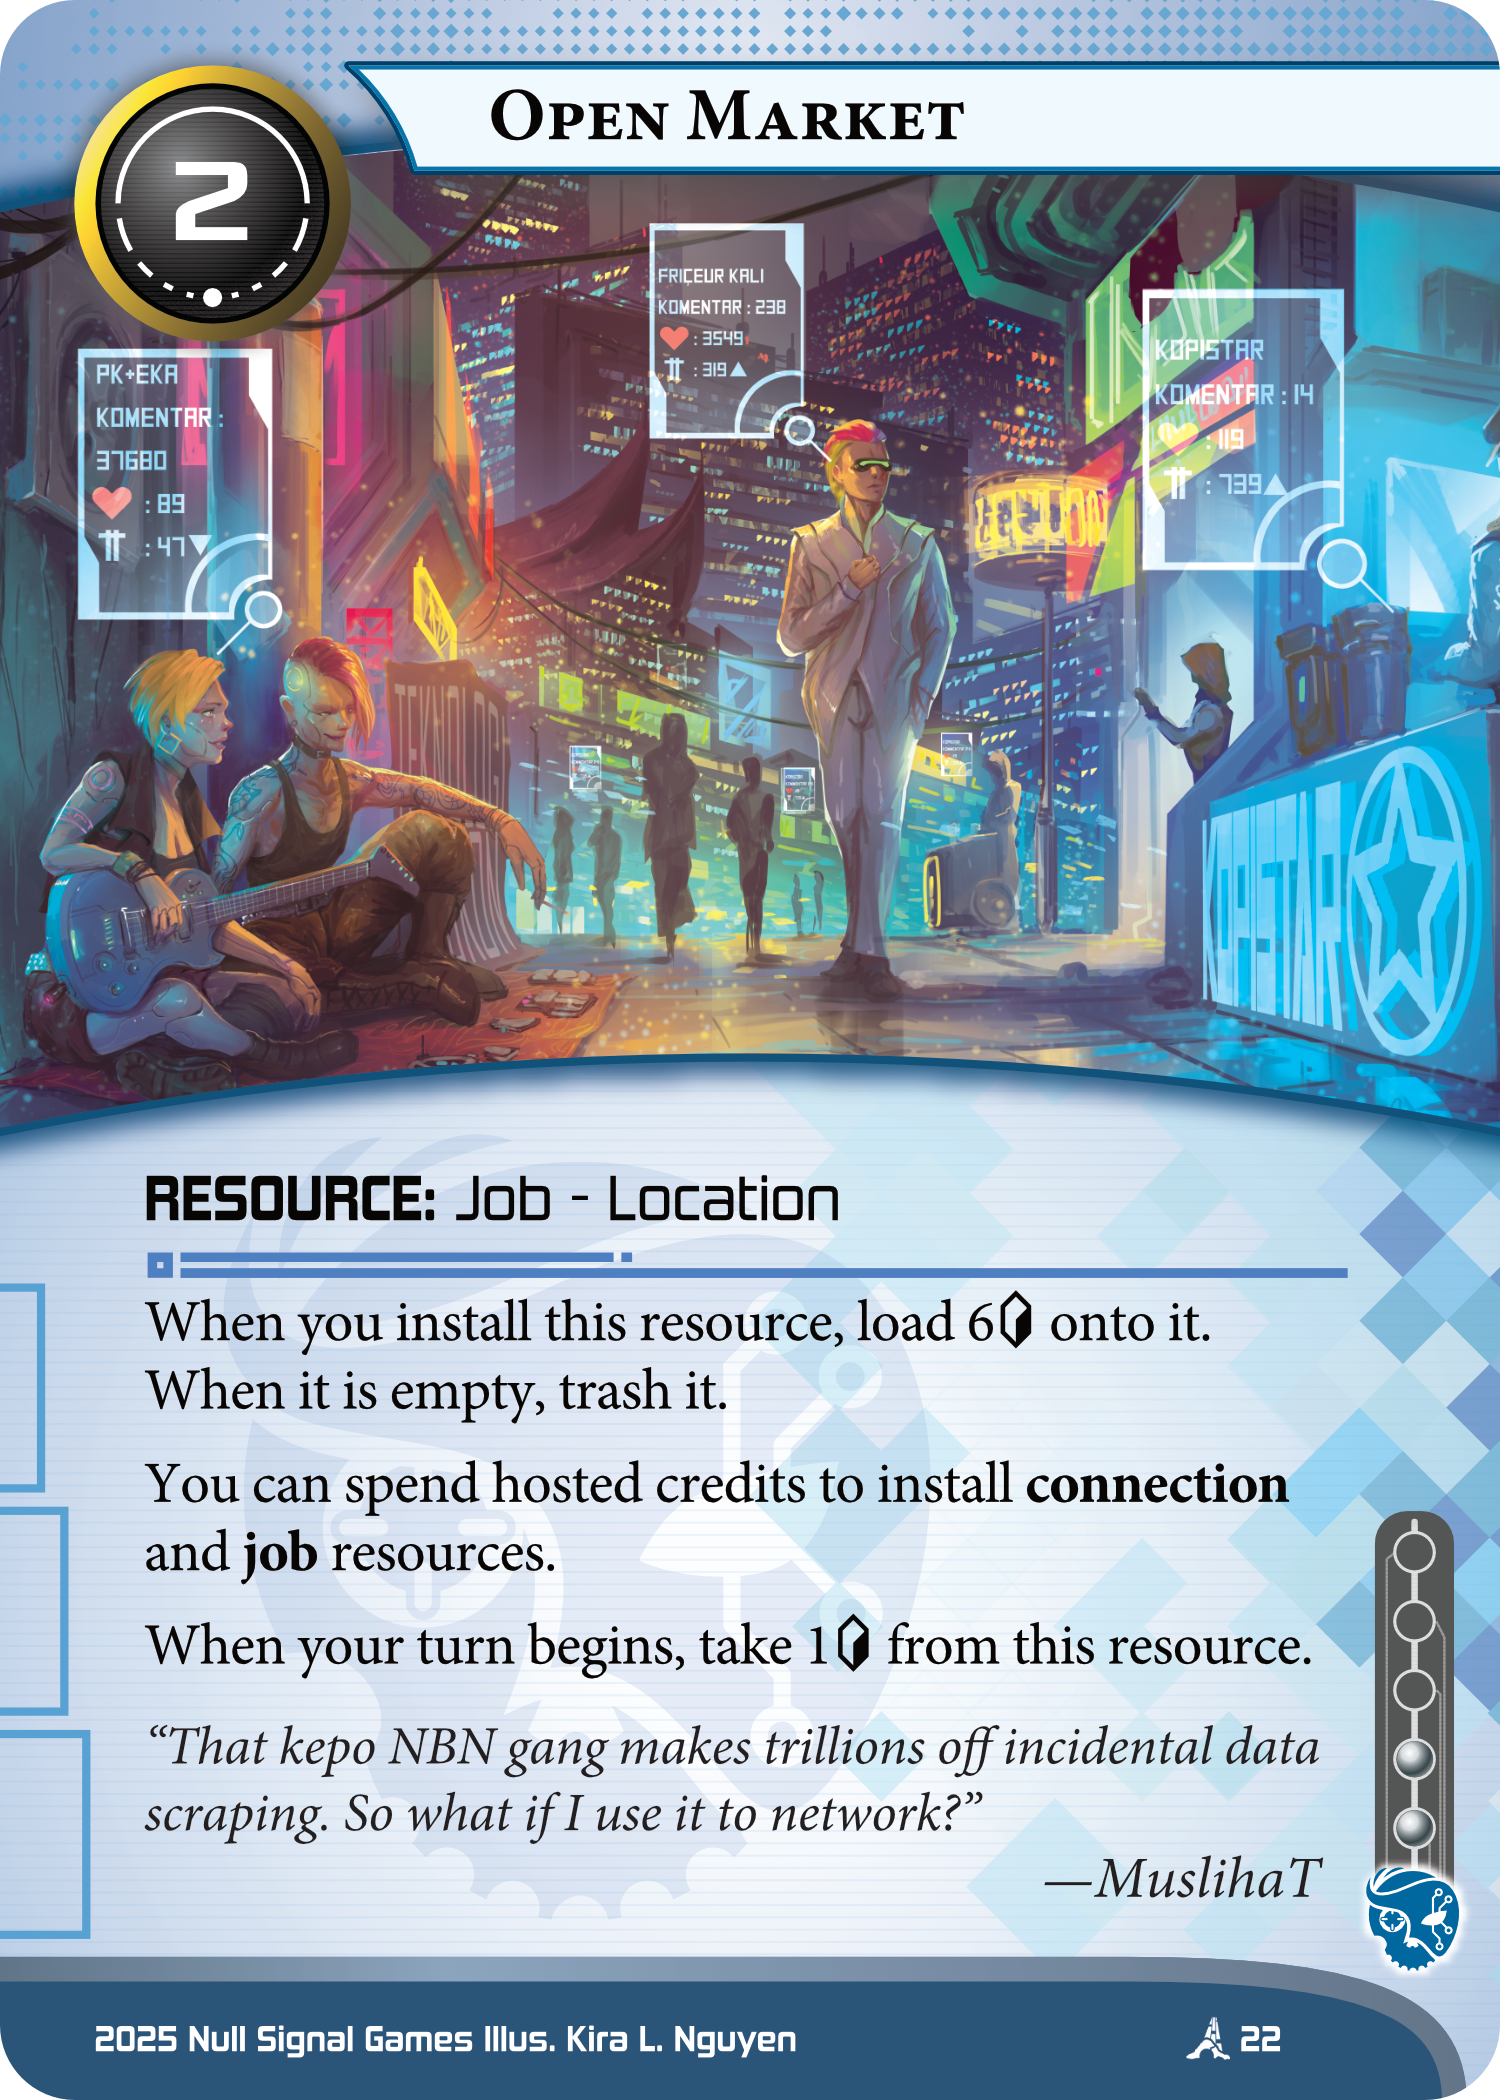 Open Market
2
FRIÇEUR KALI
KOMENTAR : 238
: 3549
: 319
KOPISTAR
KOMENTAR : 14
: 119
: 739
PK+EKA
KOMENTAR :
37680
: 89
: 47
KOPISTAR
RESOURCE: Job - Location
When you install this resource, load 6 onto it.
When it is empty, trash it.
You can spend hosted credits to install connection
and job resources.
When your turn begins, take 1 from this resource.
“That kepo NBN gang makes trillions off incidental data
scraping. So what if I use it to network?”
—MuslihaT
2025 Null Signal Games Illus. Kira L. Nguyen
22